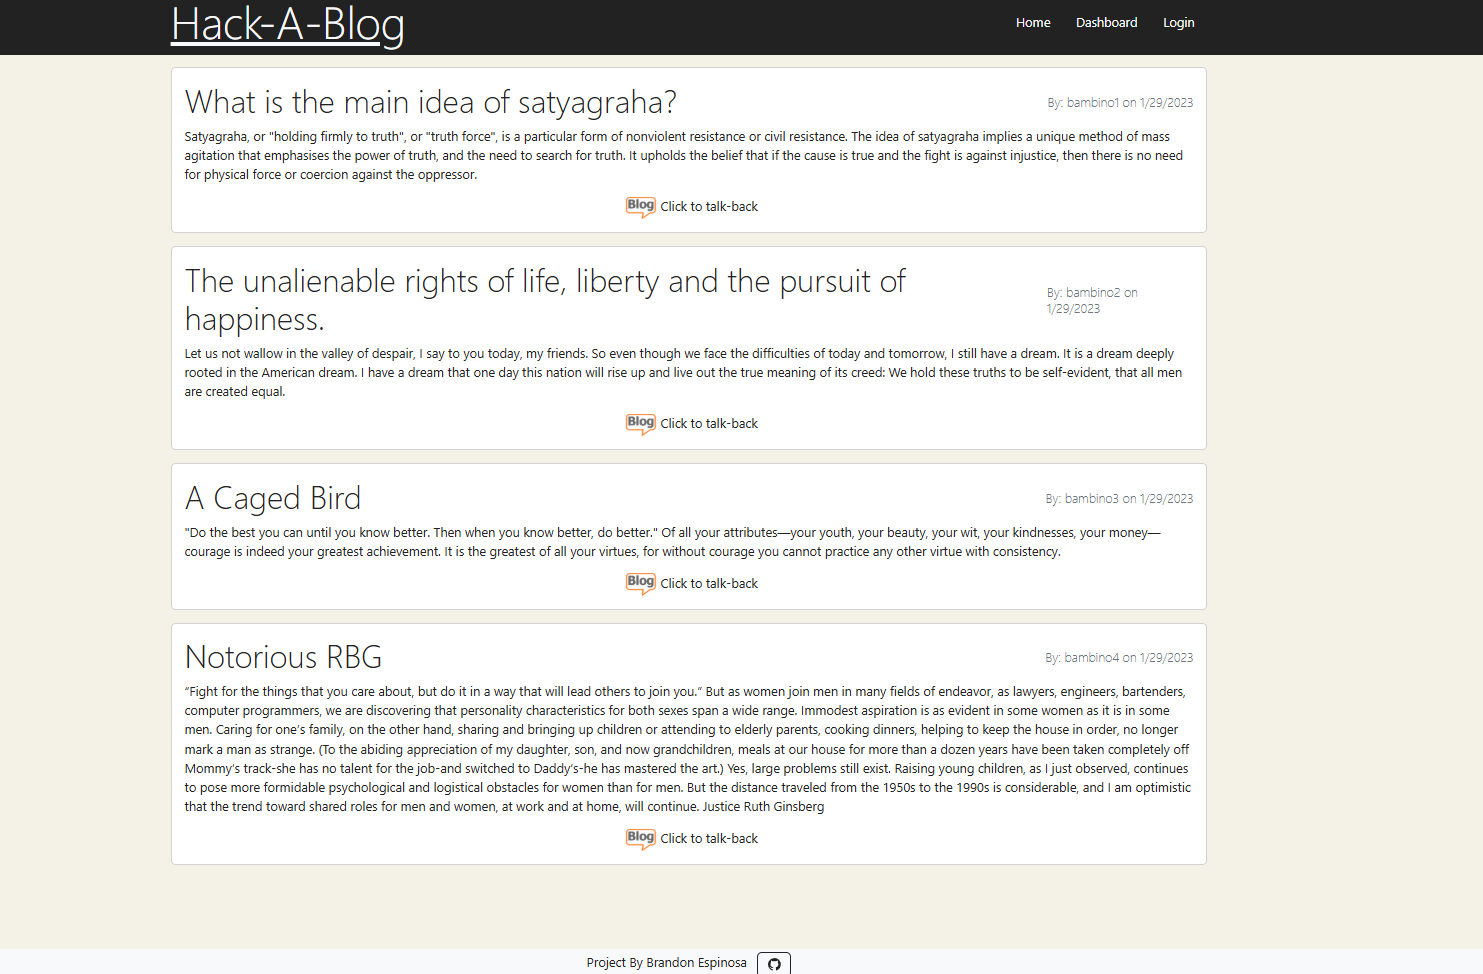 Hack-A-Blog
Home Dashboard Login
What is the main idea of satyagraha?
By: bambino1 on 1/29/2023
Satyagraha, or "holding firmly to truth", or "truth force", is a particular form of nonviolent resistance or civil resistance. The idea of satyagraha implies a unique method of mass
agitation that emphasises the power of truth, and the need to search for truth. It upholds the belief that if the cause is true and the fight is against injustice, then there is no need
for physical force or coercion against the oppressor.
Blog Click to talk-back
The unalienable rights of life, liberty and the pursuit of
happiness.
By: bambino2 on
1/29/2023
Let us not wallow in the valley of despair, I say to you today, my friends. So even though we face the difficulties of today and tomorrow, I still have a dream. It is a dream deeply
rooted in the American dream. I have a dream that one day this nation will rise up and live out the true meaning of its creed: We hold these truths to be self-evident, that all men
are created equal.
Blog Click to talk-back
A Caged Bird
By: bambino3 on 1/29/2023
"Do the best you can until you know better. Then when you know better, do better." Of all your attributes—your youth, your beauty, your wit, your kindnesses, your money—
courage is indeed your greatest achievement. It is the greatest of all your virtues, for without courage you cannot practice any other virtue with consistency.
Blog Click to talk-back
Notorious RBG
By: bambino4 on 1/29/2023
“Fight for the things that you care about, but do it in a way that will lead others to join you.” But as women join men in many fields of endeavor, as lawyers, engineers, bartenders,
computer programmers, we are discovering that personality characteristics for both sexes span a wide range. Immodest aspiration is as evident in some women as it is in some
men. Caring for one’s family, on the other hand, sharing and bringing up children or attending to elderly parents, cooking dinners, helping to keep the house in order, no longer
mark a man as strange. (To the abiding appreciation of my daughter, son, and now grandchildren, meals at our house for more than a dozen years have been taken completely off
Mommy’s track-she has no talent for the job-and switched to Daddy’s-he has mastered the art.) Yes, large problems still exist. Raising young children, as I just observed, continues
to pose more formidable psychological and logistical obstacles for women than for men. But the distance traveled from the 1950s to the 1990s is considerable, and I am optimistic
that the trend toward shared roles for men and women, at work and at home, will continue. Justice Ruth Ginsberg
Blog Click to talk-back
Project By Brandon Espinosa